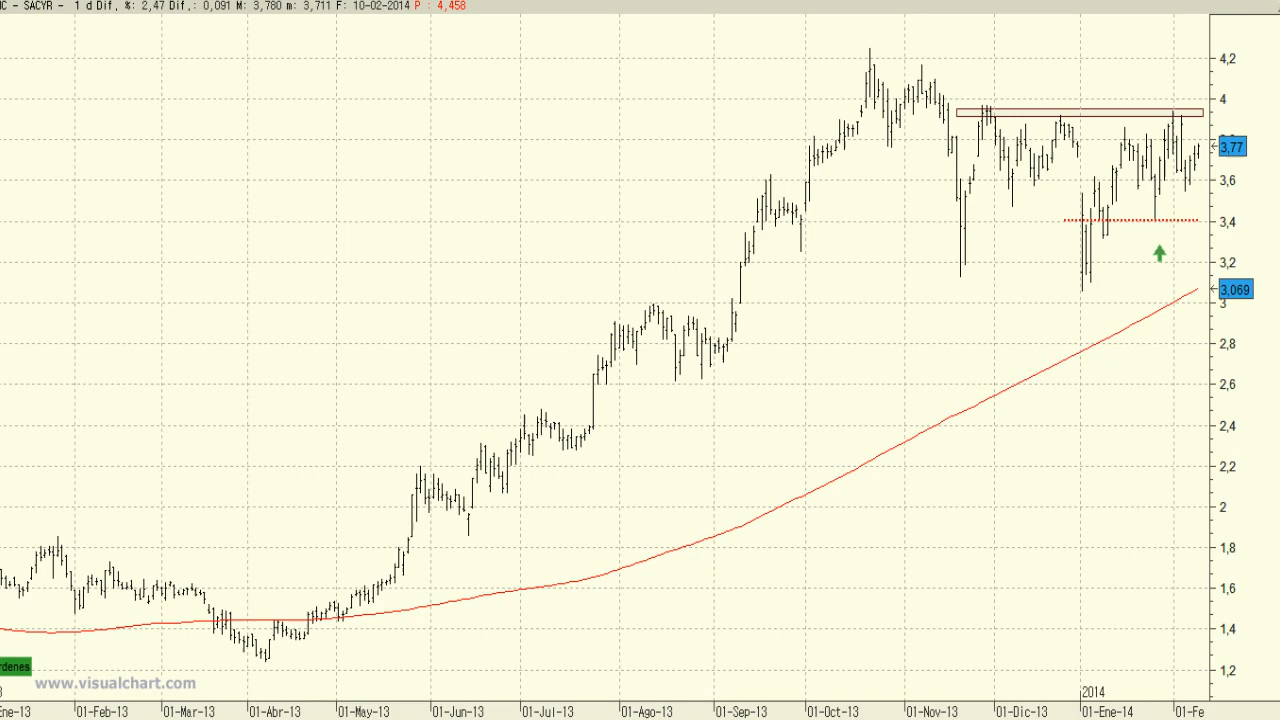 IC - SACYR - 1 d Dif, %: 2,47 Dif,: 0,091 M: 3,780 m: 3,711 F: 10-02-2014 P : 4,458
4,2
4
3,77
3,6
3,4
3,2
3,069
3
2,8
2,6
2,4
2,2
2
1,8
1,6
1,4
1,2
rdenes
www.visualchart.com
3
2014
Ene-13
01-Feb-13
01-Mar-13
01-Abr-13
01-May-13
01-Jun-13
01-Jul-13
01-Ago-13
01-Sep-13
01-Oct-13
01-Nov-13
01-Dic-13
01-Ene-14
01-Fe